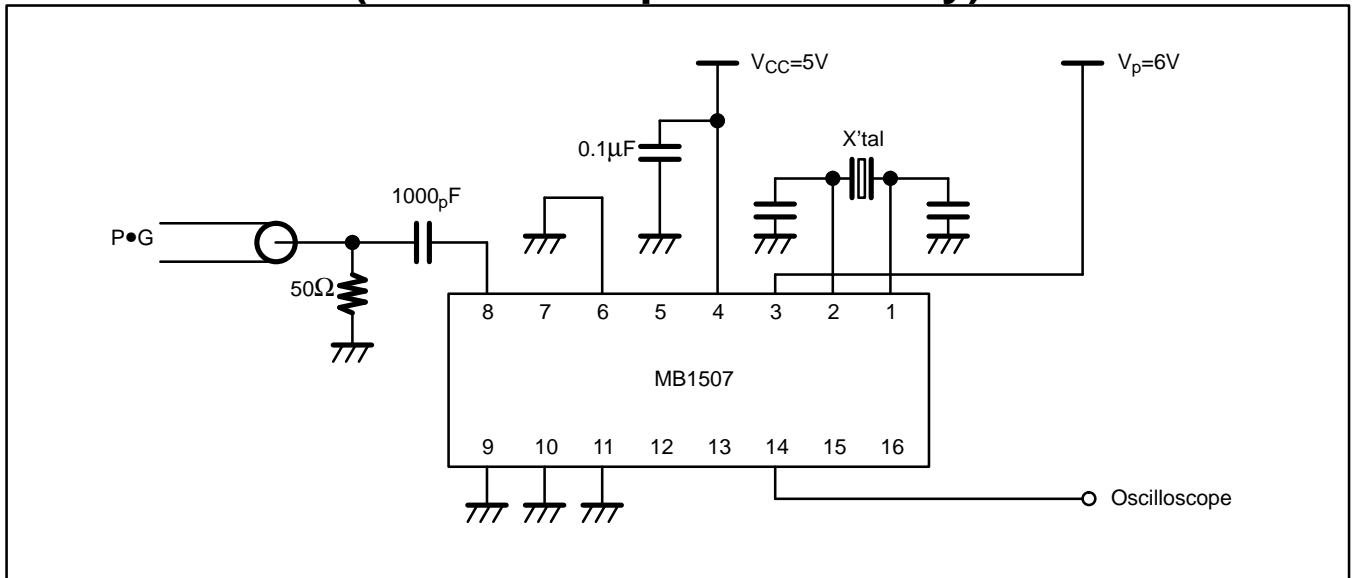 VCC=5V
Vp=6V
X'tal
0.1µF
1000pF
P●G
50Ω
8 7 6 5 4 3 2 1
MB1507
9 10 11 12 13 14 15 16
Oscilloscope